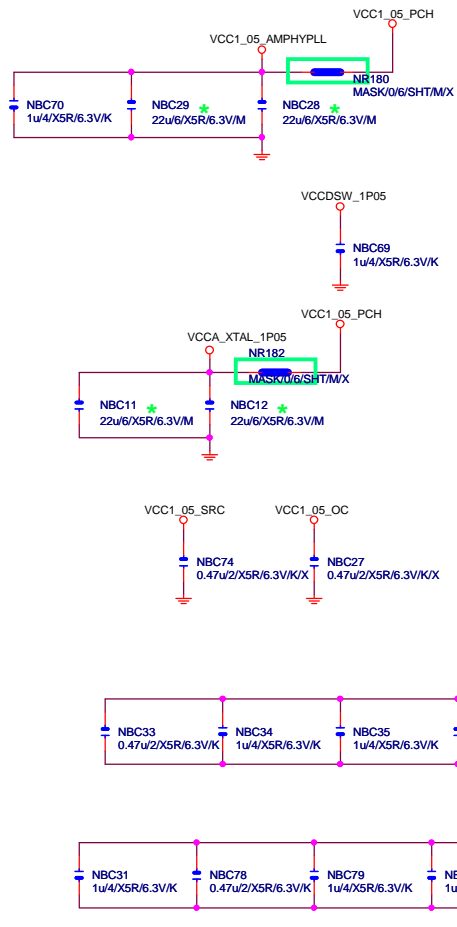 VCC1_05_PCH
VCC1_05_AMPHYPLL
NR180
MASK/0/6/SHT/M/X
NBC70
1u/4/X5R/6.3V/K
NBC29 *
22u/6/X5R/6.3V/M
NBC28 *
22u/6/X5R/6.3V/M
VCCDSW_1P05
NBC69
1u/4/X5R/6.3V/K
VCC1_05_PCH
VCCA_XTAL_1P05
NR182
MASK/0/6/SHT/M/X
NBC11 *
22u/6/X5R/6.3V/M
NBC12 *
22u/6/X5R/6.3V/M
VCC1_05_SRC
VCC1_05_OC
NBC74
0.47u/2/X5R/6.3V/K/X
NBC27
0.47u/2/X5R/6.3V/K/X
NBC33
0.47u/2/X5R/6.3V/K
NBC34
1u/4/X5R/6.3V/K
NBC35
1u/4/X5R/6.3V/K
NBC31
1u/4/X5R/6.3V/K
NBC78
0.47u/2/X5R/6.3V/K
NBC79
1u/4/X5R/6.3V/K